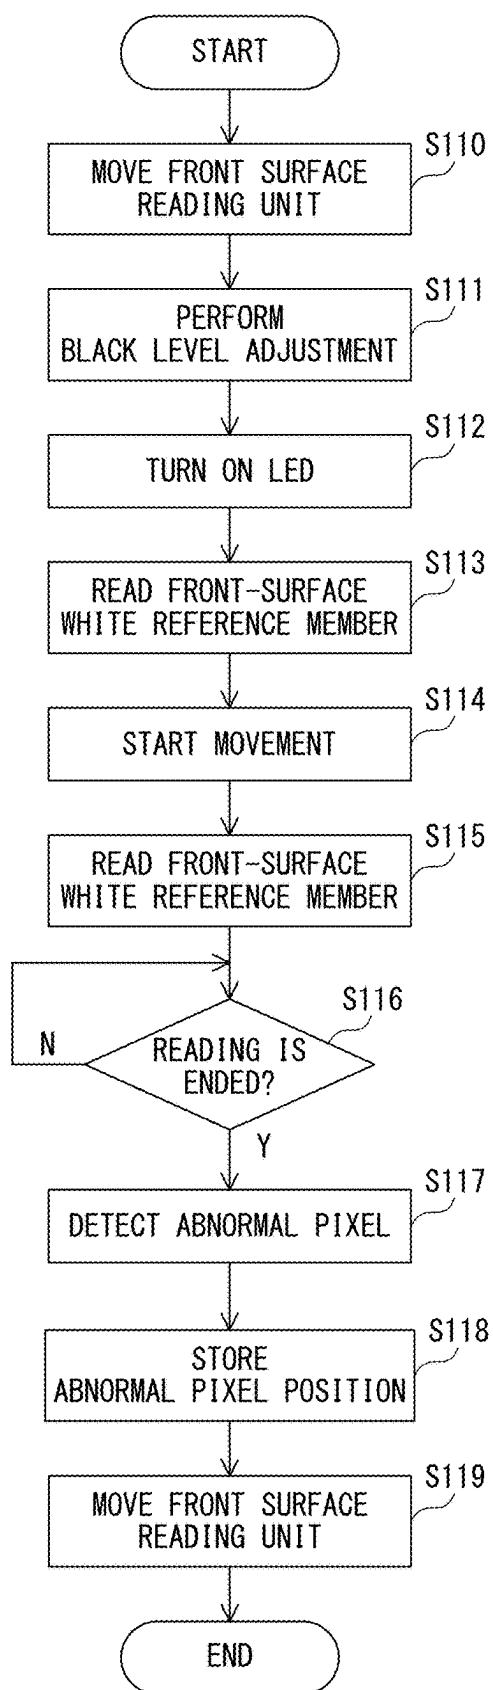 START
S110
MOVE FRONT SURFACE
READING UNIT
S111
PERFORM
BLACK LEVEL ADJUSTMENT
S112
TURN ON LED
S113
READ FRONT-SURFACE
WHITE REFERENCE MEMBER
S114
START MOVEMENT
S115
READ FRONT-SURFACE
WHITE REFERENCE MEMBER
S116
N
READING IS
ENDED?
Y
S117
DETECT ABNORMAL PIXEL
S118
STORE
ABNORMAL PIXEL POSITION
S119
MOVE FRONT SURFACE
READING UNIT
END